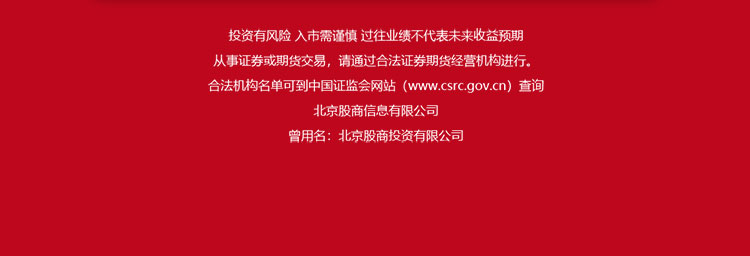 投资有风险 入市需谨慎 过往业绩不代表未来收益预期
从事证券或期货交易，请通过合法证券期货经营机构进行。
合法机构名单可到中国证监会网站（www.csrc.gov.cn）查询
北京股商信息有限公司
曾用名：北京股商投资有限公司